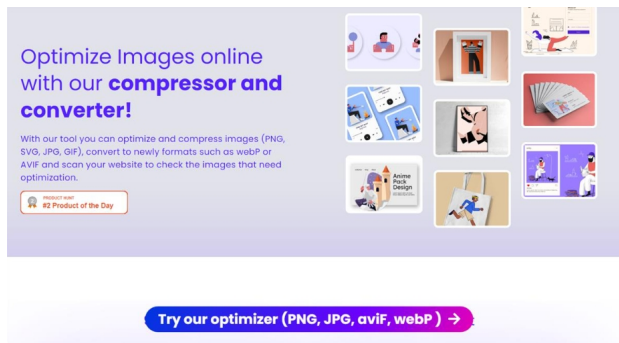 Optimize Images online
with our compressor and
converter!
With our tool you can optimize and compress images (PNG,
SVG, JPG, GIF), convert to newly formats such as webP or
AVIF and scan your website to check the images that need
optimization.
PRODUCT HUNT
#2 Product of the Day
Anime
Pack
Design
Try our optimizer (PNG, JPG, aviF, webP ) →